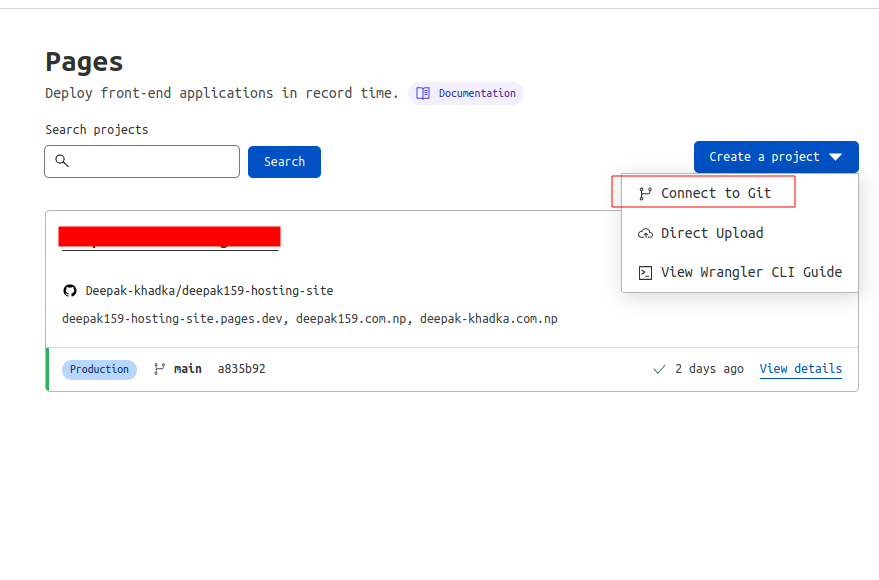 Pages
Deploy front-end applications in record time. Documentation
Search projects
Search
Create a project
Connect to Git
Direct Upload
View Wrangler CLI Guide
Deepak-khadka/deepak159-hosting-site
deepak159-hosting-site.pages.dev, deepak159.com.np, deepak-khadka.com.np
Production main a835b92 2 days ago View details